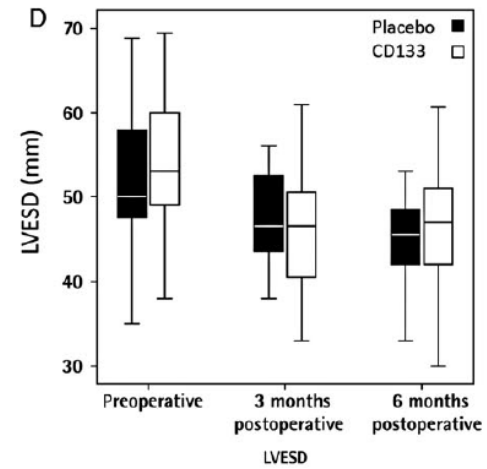 D
Placebo
CD133
LVESD (mm)
70
60
50
40
30
Preoperative
3 months
postoperative
6 months
postoperative
LVESD